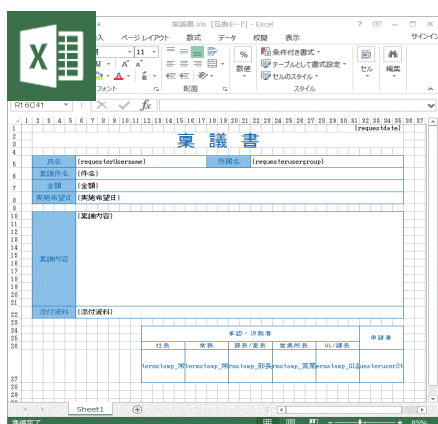 稟議書.xls [互換モード] - Excel
ページ レイアウト 数式 データ 校閲 表示 サインイン
11
条件付き書式
テーブルとして書式設定
セルのスタイル
数値
セル
編集
フォント 配置 スタイル
R16C41
fx
1 2 3 4 5 6 7 8 9 10 11 12 13 14 15 16 17 18 19 20 21 22 23 24 25 26 27 28 29 30 31 32 33 34 35 36 37
{requestdate}
稟議書
氏名 {requesterUsername} 所属名 {requesterusergroup}
稟議件名 {件名}
金額 {金額}
実施希望日 {実施希望日}
稟議内容 {稟議内容}
添付資料 {添付資料}
承認・決裁者 申請者
社長 常務 部長/室長 営業所長 GL/課長
Sheet1
準備完了
85%